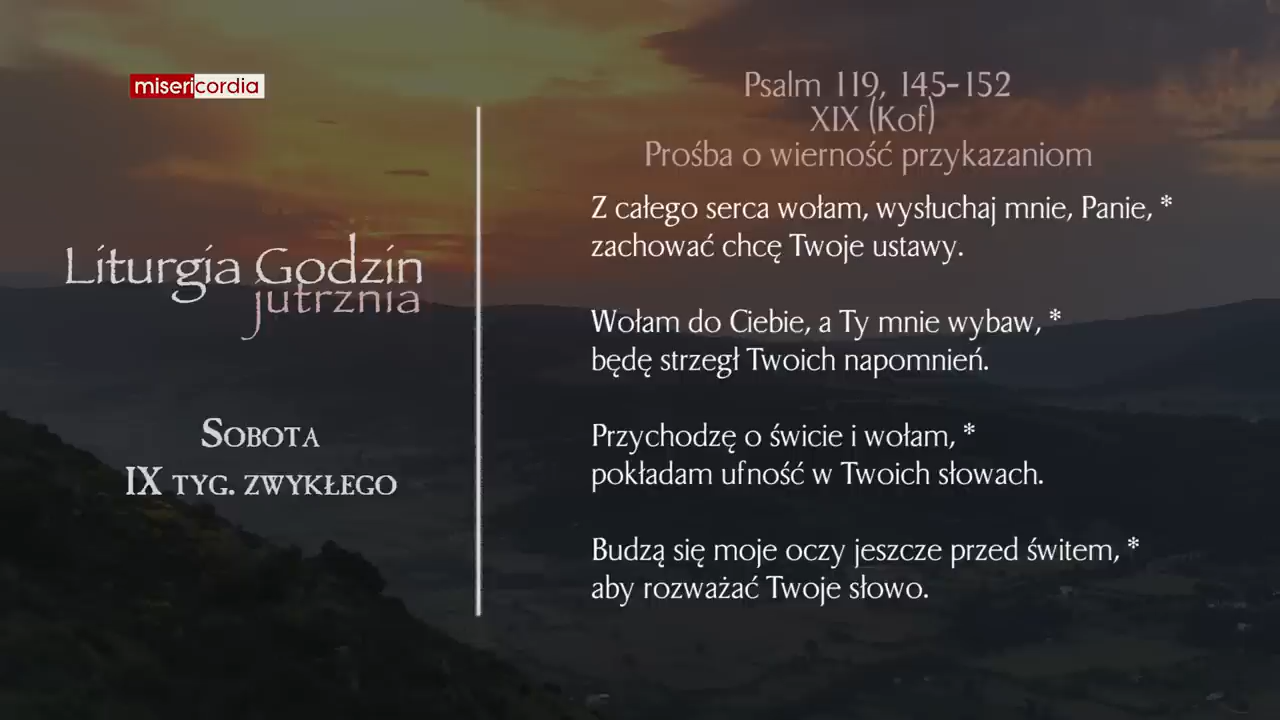 misericordia
Liturgia Godzin
jutrznia
Sobota
IX tyg. zwykłego
Psalm 119, 145-152
XIX (Kof)
Prośba o wierność przykazaniom
Z całego serca wołam, wysłuchaj mnie, Panie, *
zachować chcę Twoje ustawy.
Wołam do Ciebie, a Ty mnie wybaw, *
będę strzegł Twoich napomnień.
Przychodzę o świcie i wołam, *
pokładam ufność w Twoich słowach.
Budzą się moje oczy jeszcze przed świtem, *
aby rozważać Twoje słowo.